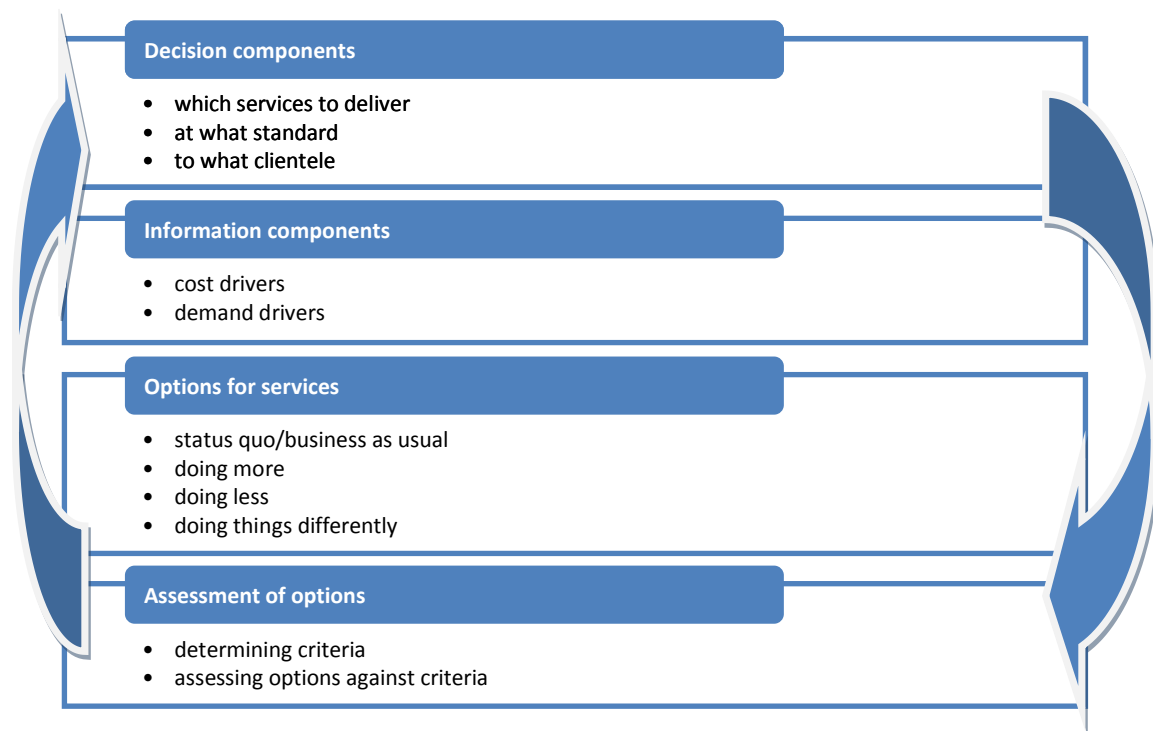 Decision components
• which services to deliver
• at what standard
• to what clientele
Information components
• cost drivers
• demand drivers
Options for services
• status quo/business as usual
• doing more
• doing less
• doing things differently
Assessment of options
• determining criteria
• assessing options against criteria